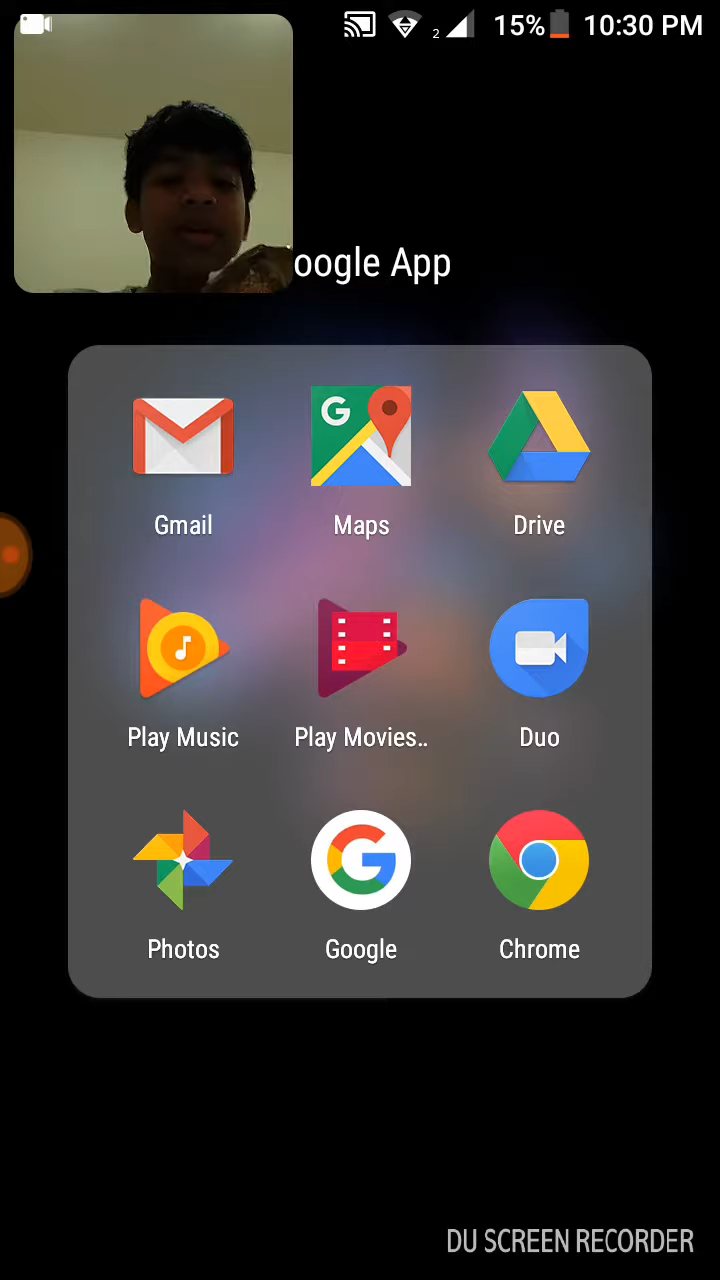 2 15% 10:30 PM
oogle App
G
Gmail Maps Drive
Play Music Play Movies..  Duo
G
Photos Google Chrome
DU SCREEN RECORDER